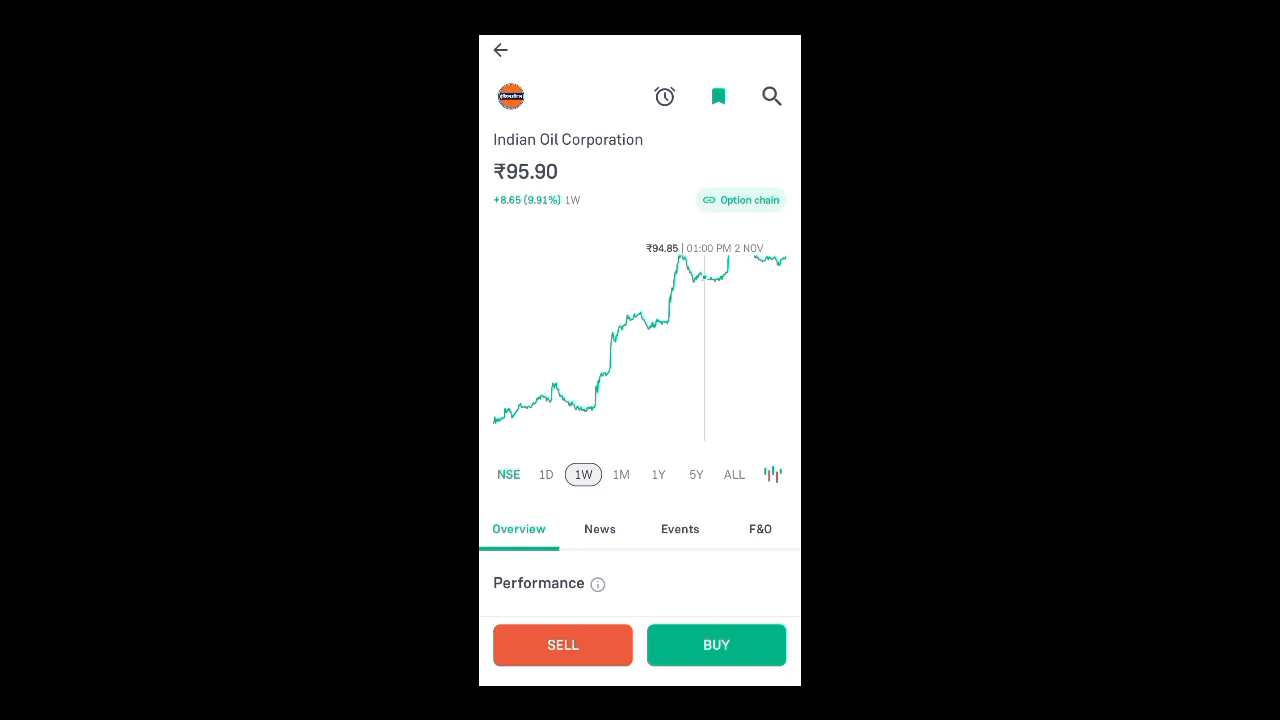 Indian Oil Corporation
₹95.90
+8.65 (9.91%) 1W
Option chain
₹94.85 | 01:00 PM 2 NOV
NSE 1D 1W 1M 1Y 5Y ALL
Overview News Events F&O
Performance
SELL BUY